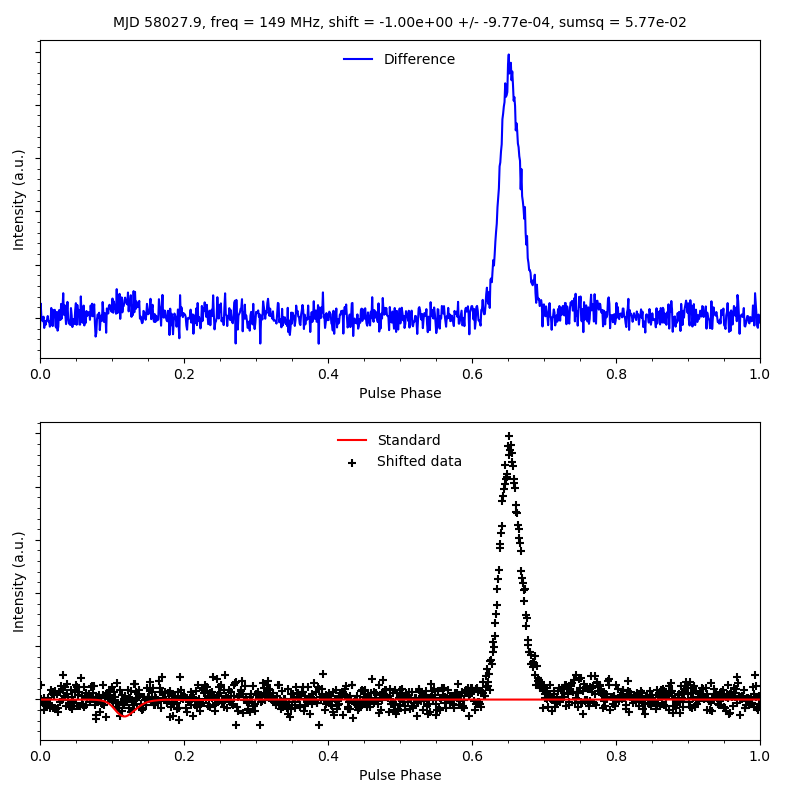 MJD 58027.9, freq = 149 MHz, shift = -1.00e+00 +/- -9.77e-04, sumsq = 5.77e-02
Difference
Intensity (a.u.)
0.0 0.2 0.4 0.6 0.8 1.0
Pulse Phase
Standard
Shifted data
Intensity (a.u.)
0.0 0.2 0.4 0.6 0.8 1.0
Pulse Phase